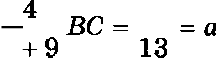 − 4 BC = = a
+ 9 13